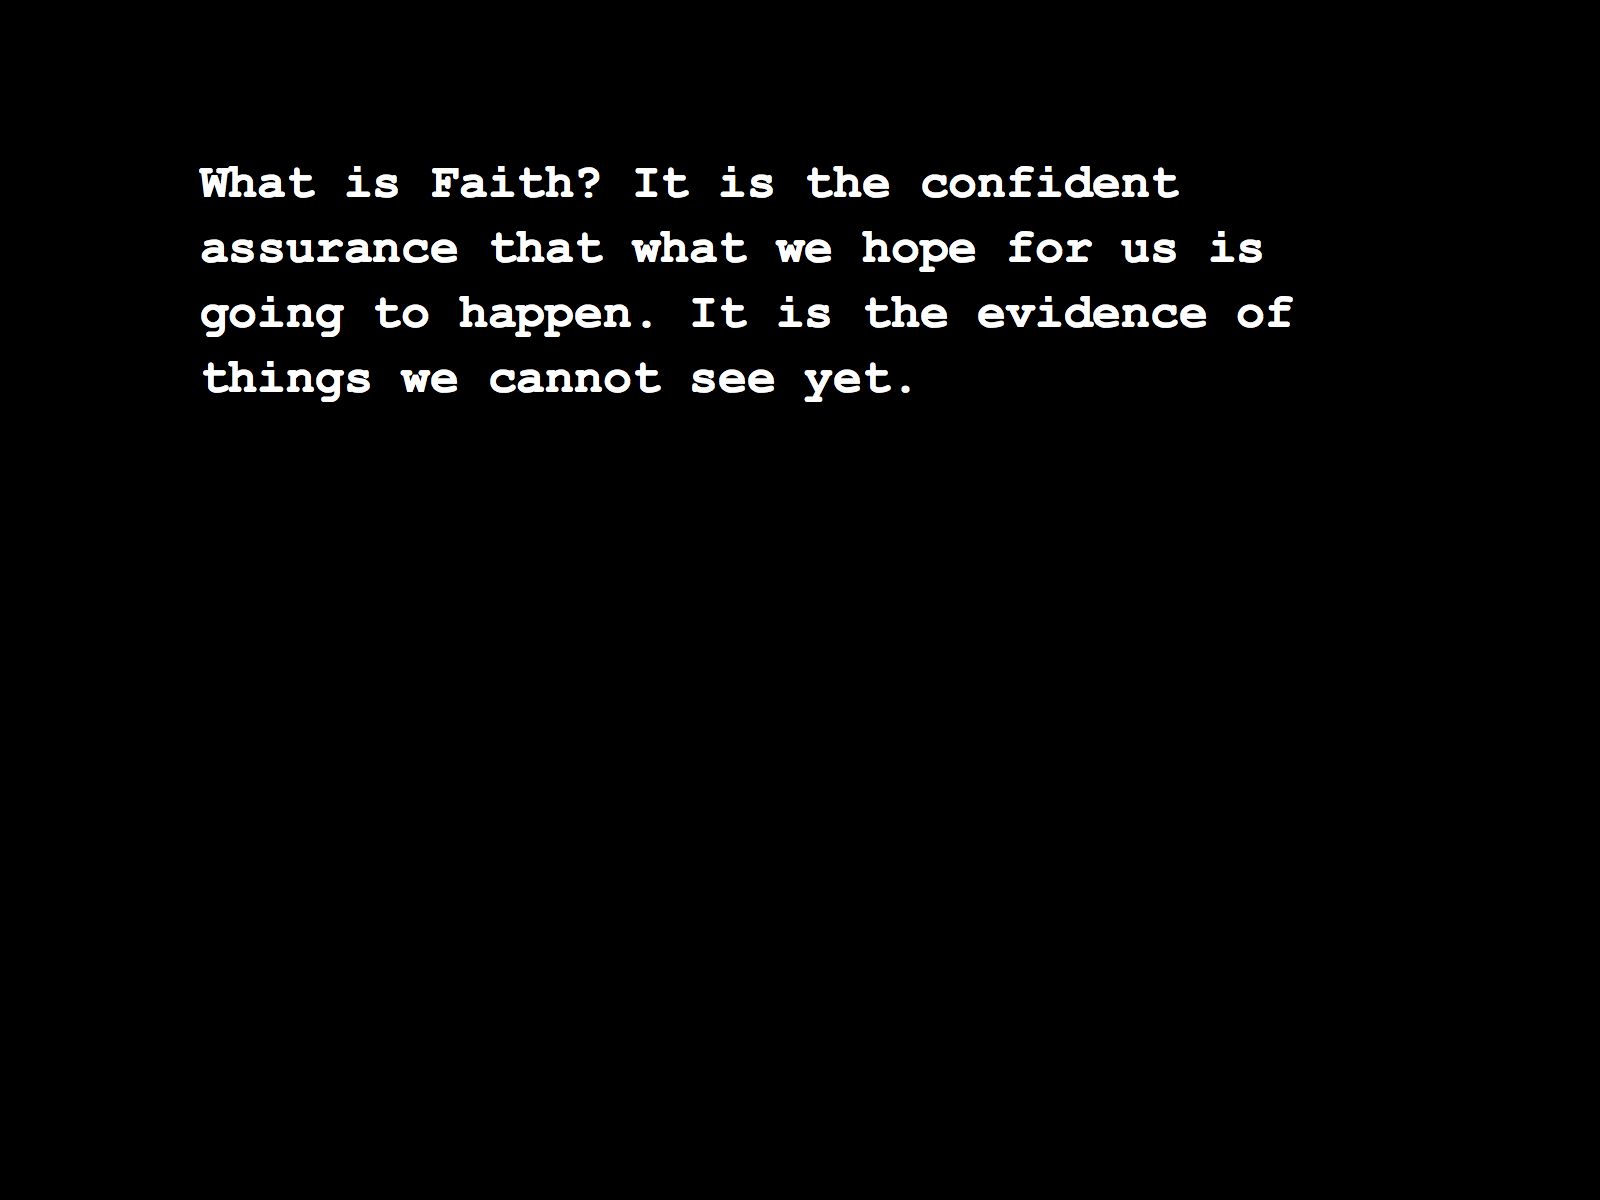 What is Faith? It is the confident
assurance that what we hope for us is
going to happen. It is the evidence of
things we cannot see yet.